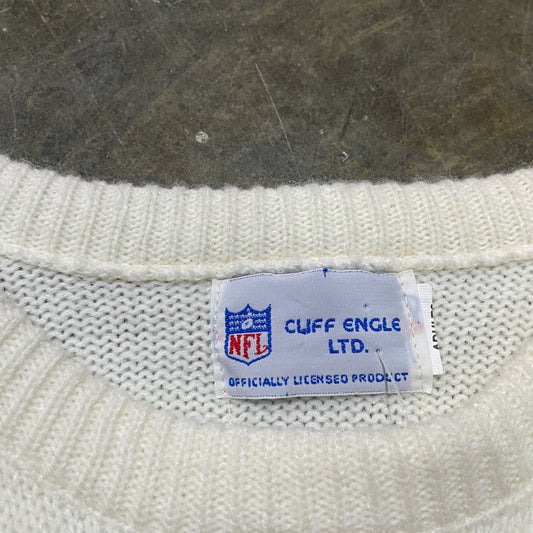 NFL
CLIFF ENGLE
LTD.
OFFICIALLY LICENSED PRODUCT